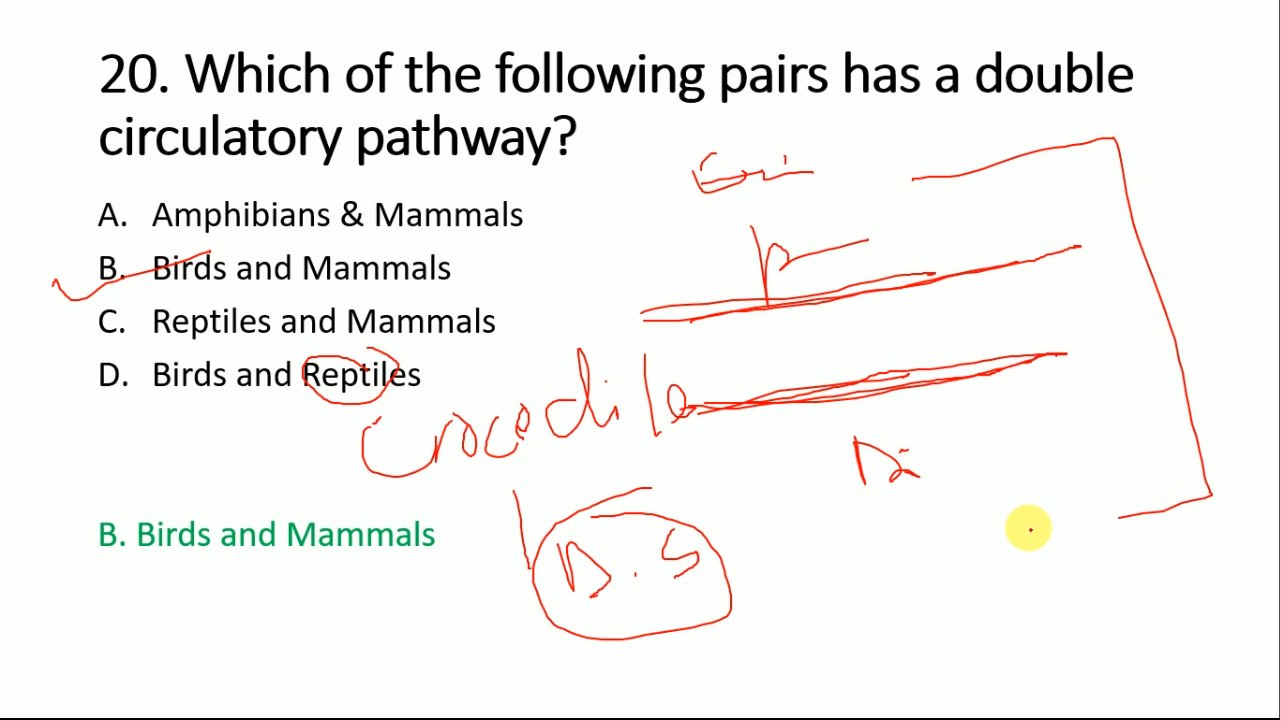 20. Which of the following pairs has a double
circulatory pathway?
A. Amphibians & Mammals
B. Birds and Mammals
C. Reptiles and Mammals
D. Birds and Reptiles
Crocodile
D.S
B. Birds and Mammals